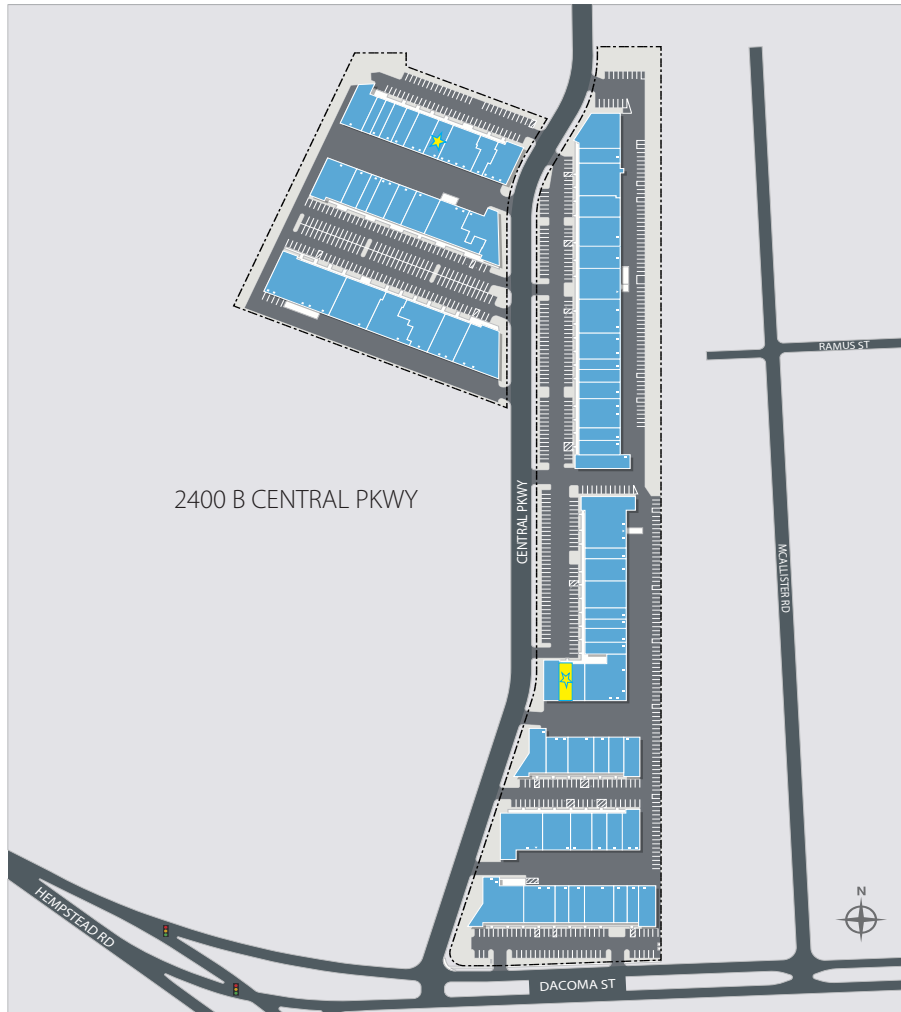 RAMUS ST
2400 B CENTRAL PKWY
CENTRAL PKWY
MCALLISTER RD
HEMPSTEAD RD
N
DACOMA ST